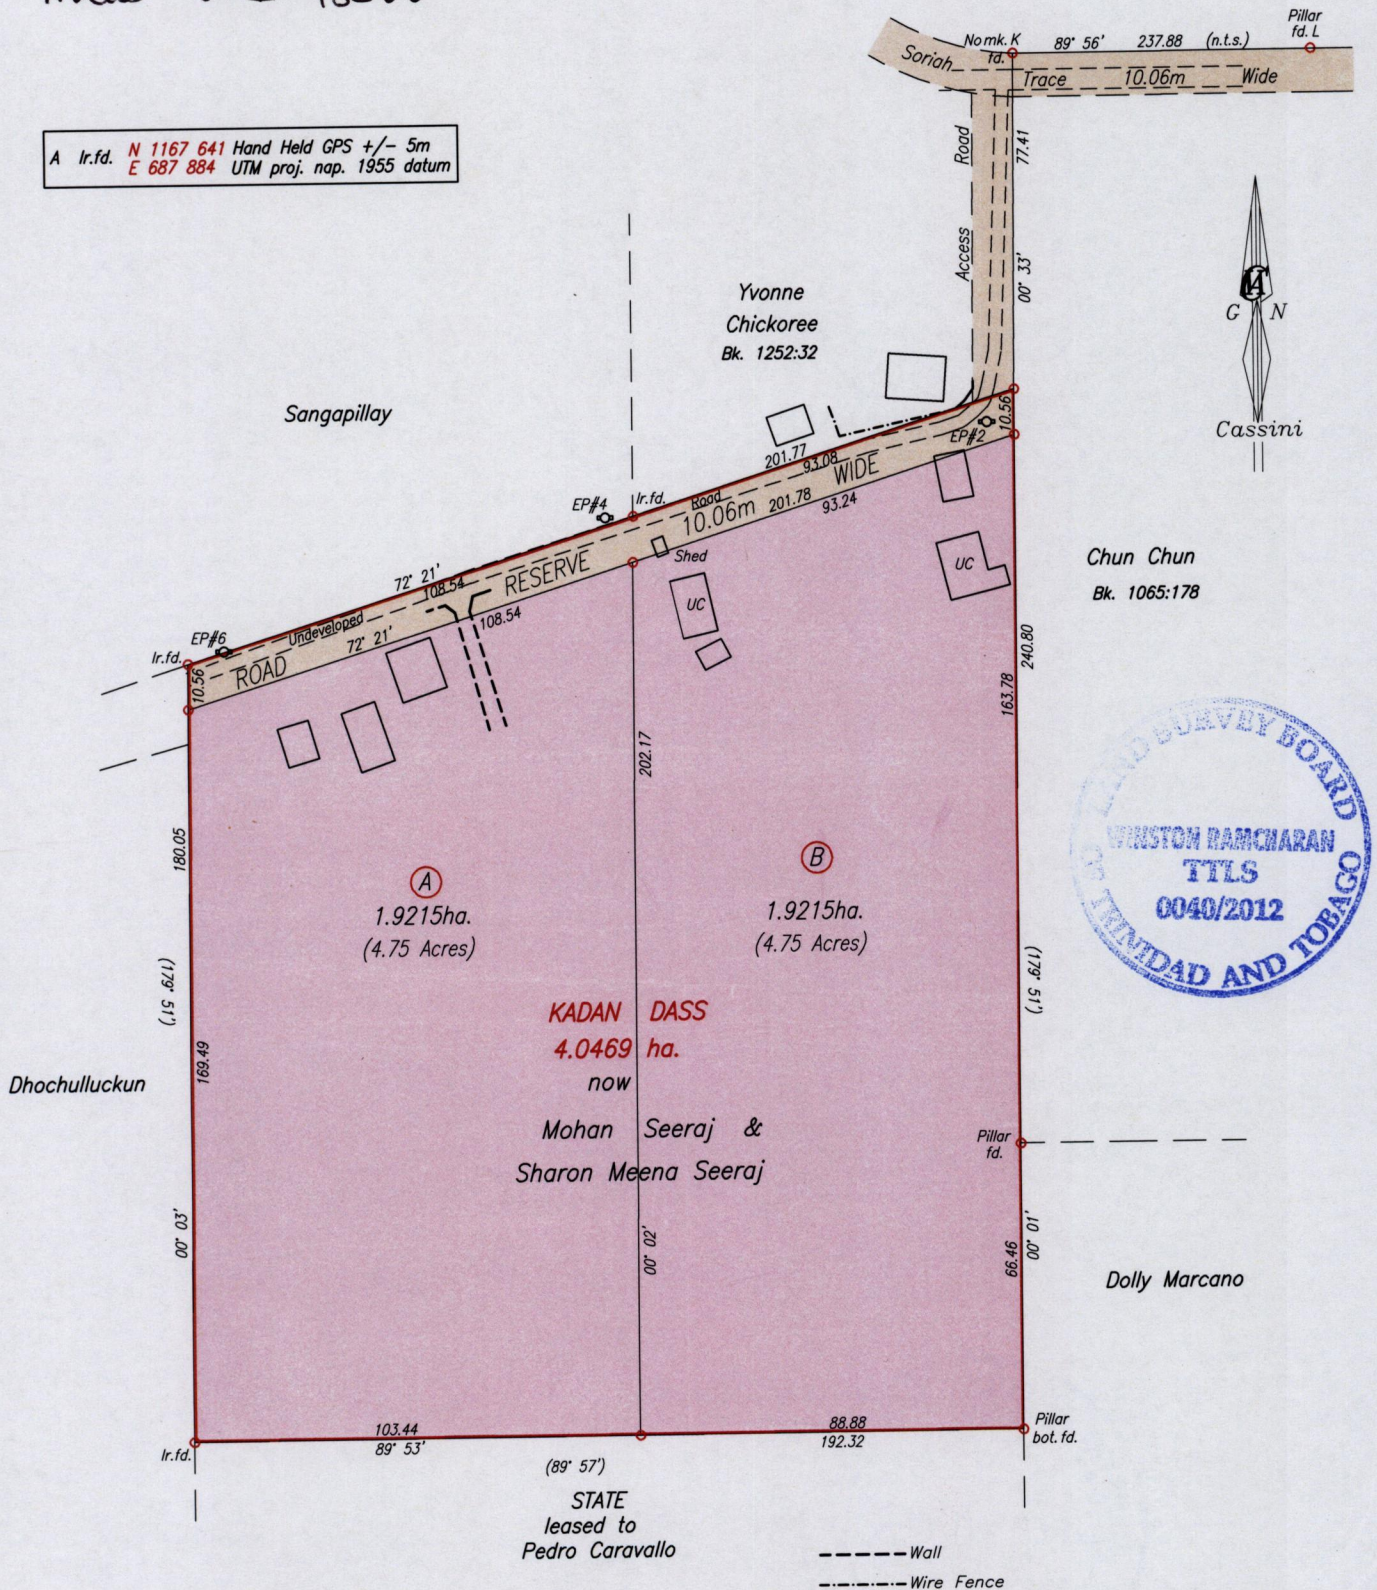 Pillar
fd. L
No mk. K
fd.
89° 56' 237.88 (n.t.s.)
Soriah Trace 10.06m Wide
A Ir.fd. N 1167 641 Hand Held GPS +/- 5m
E 687 884 UTM proj. nap. 1955 datum
Access Road
77.41
00° 33'
G N
Cassini
Yvonne
Chickoree
Bk. 1252:32
Sangapillay
10.56
EP#2
201.77
93.08
WIDE
EP#4
Ir.fd.
Road
10.06m
201.78
93.24
Shed
UC
UC
Chun Chun
Bk. 1065:178
72° 21'
108.54
RESERVE
108.54
EP#6
Undeveloped
72° 21'
Ir.fd.
ROAD
10.56
240.80
163.78
202.17
180.05
LAND SURVEY BOARD
WINSTON RAMCHARAN
TTLS
0040/2012
TRINIDAD AND TOBAGO
A
1.9215ha.
(4.75 Acres)
B
1.9215ha.
(4.75 Acres)
(179° 51')
(179° 51')
KADAN DASS
4.0469 ha.
now
Mohan Seeraj &
Sharon Meena Seeraj
169.49
Dhochulluckun
Pillar
fd.
00° 03'
00° 02'
00° 01'
66.46
Dolly Marcano
103.44
89° 53'
88.88
192.32
Ir.fd.
Pillar
bot. fd.
(89° 57')
STATE
leased to
Pedro Caravallo
Wall
Wire Fence